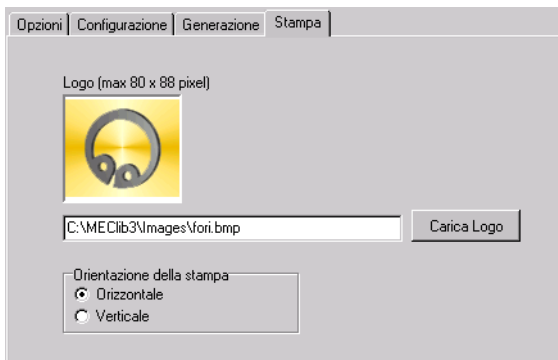 Opzioni Configurazione Generazione Stampa
Logo (max 80 x 88 pixel)
C:\MEClib3\Images\fori.bmp Carica Logo
Orientazione della stampa
Orizzontale
Verticale